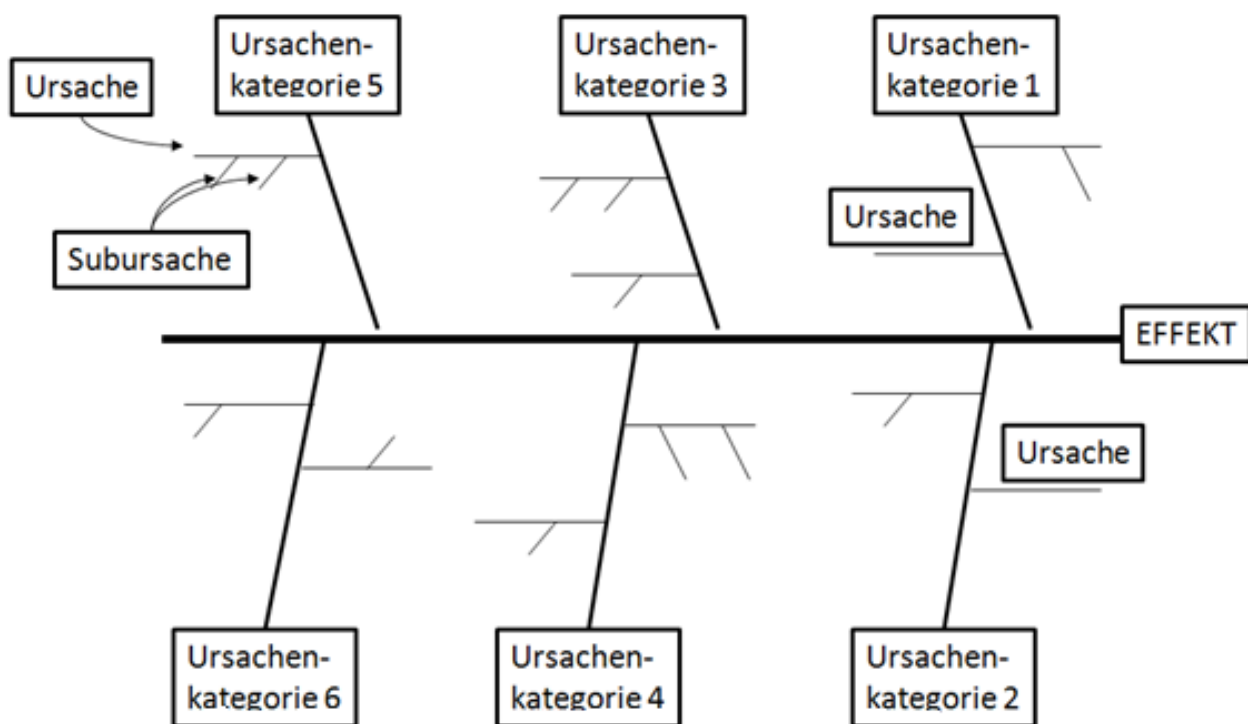 Ursachen-
kategorie 5
Ursachen-
kategorie 3
Ursachen-
kategorie 1
Ursache
Ursache
Subursache
EFFEKT
Ursache
Ursachen-
kategorie 6
Ursachen-
kategorie 4
Ursachen-
kategorie 2